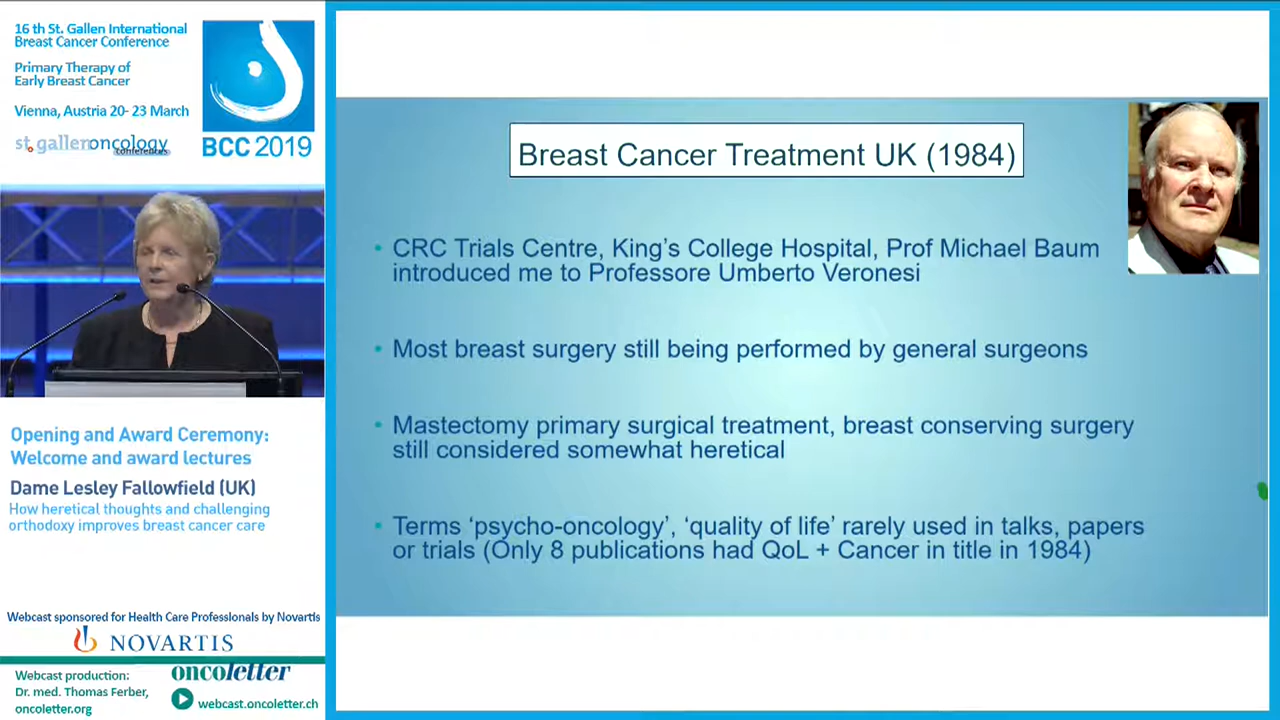 16 th St. Gallen International
Breast Cancer Conference
Primary Therapy of
Early Breast Cancer
Vienna, Austria 20- 23 March
st.gallenoncology
conferences
BCC 2019
Opening and Award Ceremony:
Welcome and award lectures
Dame Lesley Fallowfield (UK)
How heretical thoughts and challenging
orthodoxy improves breast cancer care
Webcast sponsored for Health Care Professionals by Novartis
NOVARTIS
Webcast production:
Dr. med. Thomas Ferber,
oncoletter.org
oncoletter
webcast.oncoletter.ch
Breast Cancer Treatment UK (1984)
• CRC Trials Centre, King's College Hospital, Prof Michael Baum
introduced me to Professore Umberto Veronesi
• Most breast surgery still being performed by general surgeons
• Mastectomy primary surgical treatment, breast conserving surgery
still considered somewhat heretical
• Terms 'psycho-oncology', 'quality of life' rarely used in talks, papers
or trials (Only 8 publications had QoL + Cancer in title in 1984)